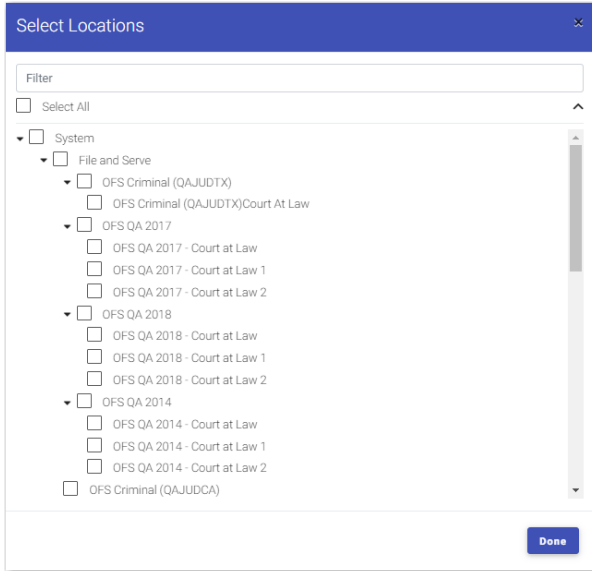 Select Locations
Filter
Select All
System
File and Serve
OFS Criminal (QAJUDTX)
OFS Criminal (QAJUDTX)Court At Law
OFS QA 2017
OFS QA 2017 - Court at Law
OFS QA 2017 - Court at Law 1
OFS QA 2017 - Court at Law 2
OFS QA 2018
OFS QA 2018 - Court at Law
OFS QA 2018 - Court at Law 1
OFS QA 2018 - Court at Law 2
OFS QA 2014
OFS QA 2014 - Court at Law
OFS QA 2014 - Court at Law 1
OFS QA 2014 - Court at Law 2
OFS Criminal (QAJUDCA)
Done